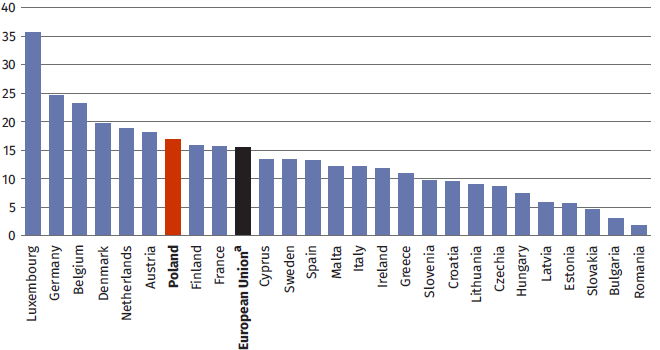 40
35
30
25
20
15
10
5
0
Luxembourg
Germany
Belgium
Denmark
Netherlands
Austria
Poland
Finland
France
European Unionª
Cyprus
Sweden
Spain
Malta
Italy
Ireland
Greece
Slovenia
Croatia
Lithuania
Czechia
Hungary
Latvia
Estonia
Slovakia
Bulgaria
Romania